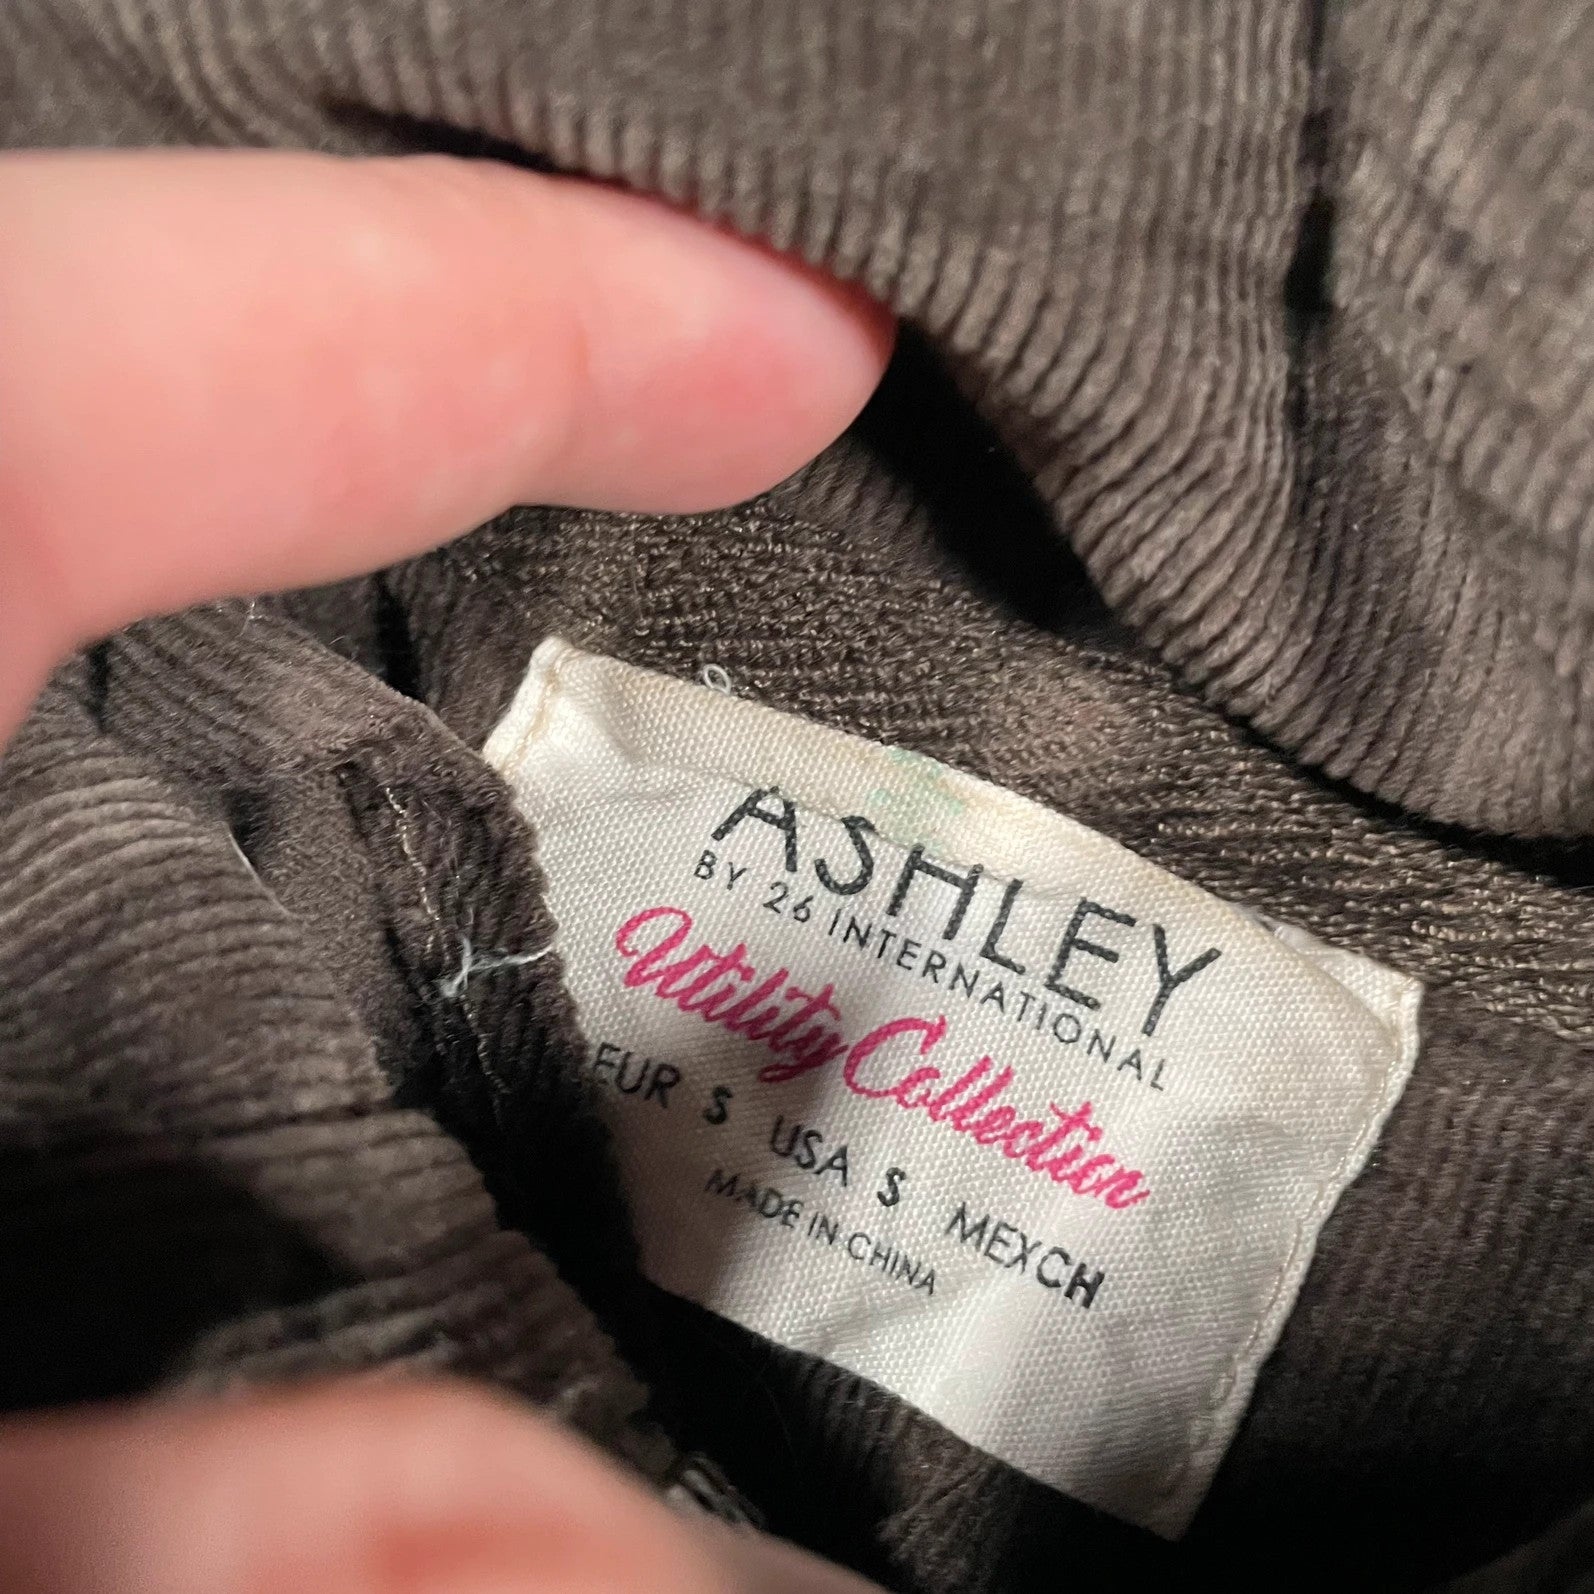 ASHLEY
BY 26 INTERNATIONAL
Utility Collection
EUR S USA S MEXCH
MADE IN CHINA